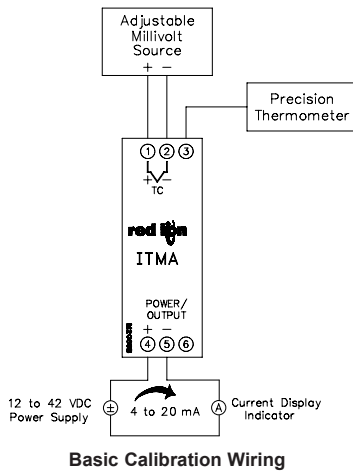 Adjustable
Millivolt
Source
+ −
Precision
Thermometer
1 2 3
+ −
TC
red lion
ITMA
POWER/
OUTPUT
+ −
4 5 6
12 to 42 VDC
Power Supply
±
4 to 20 mA
A
Current Display
Indicator
Basic Calibration Wiring